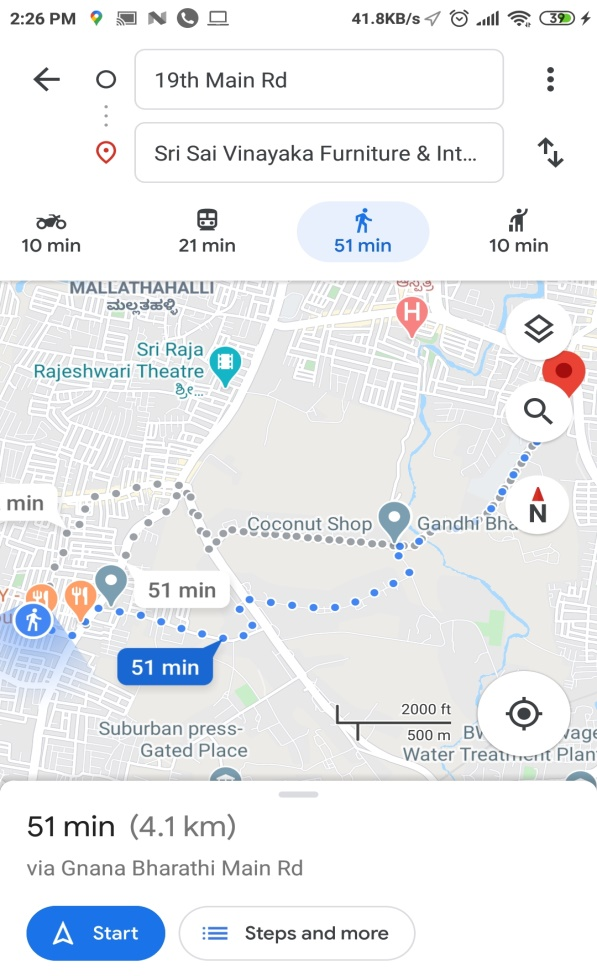 2:26 PM
41.8KB/s
39
19th Main Rd
Sri Sai Vinayaka Furniture & Int...
10 min
21 min
51 min
10 min
MALLATHAHALLI
ಮಲ್ಲತಹಳ್ಳಿ
H
Sri Raja
Rajeshwari Theatre
ಶ್ರೀ...
N
min
Coconut Shop
Gandhi Bha
51 min
51 min
2000 ft
500 m
Suburban press-
Gated Place
Water Treatment Plan
51 min (4.1 km)
via Gnana Bharathi Main Rd
Start
Steps and more